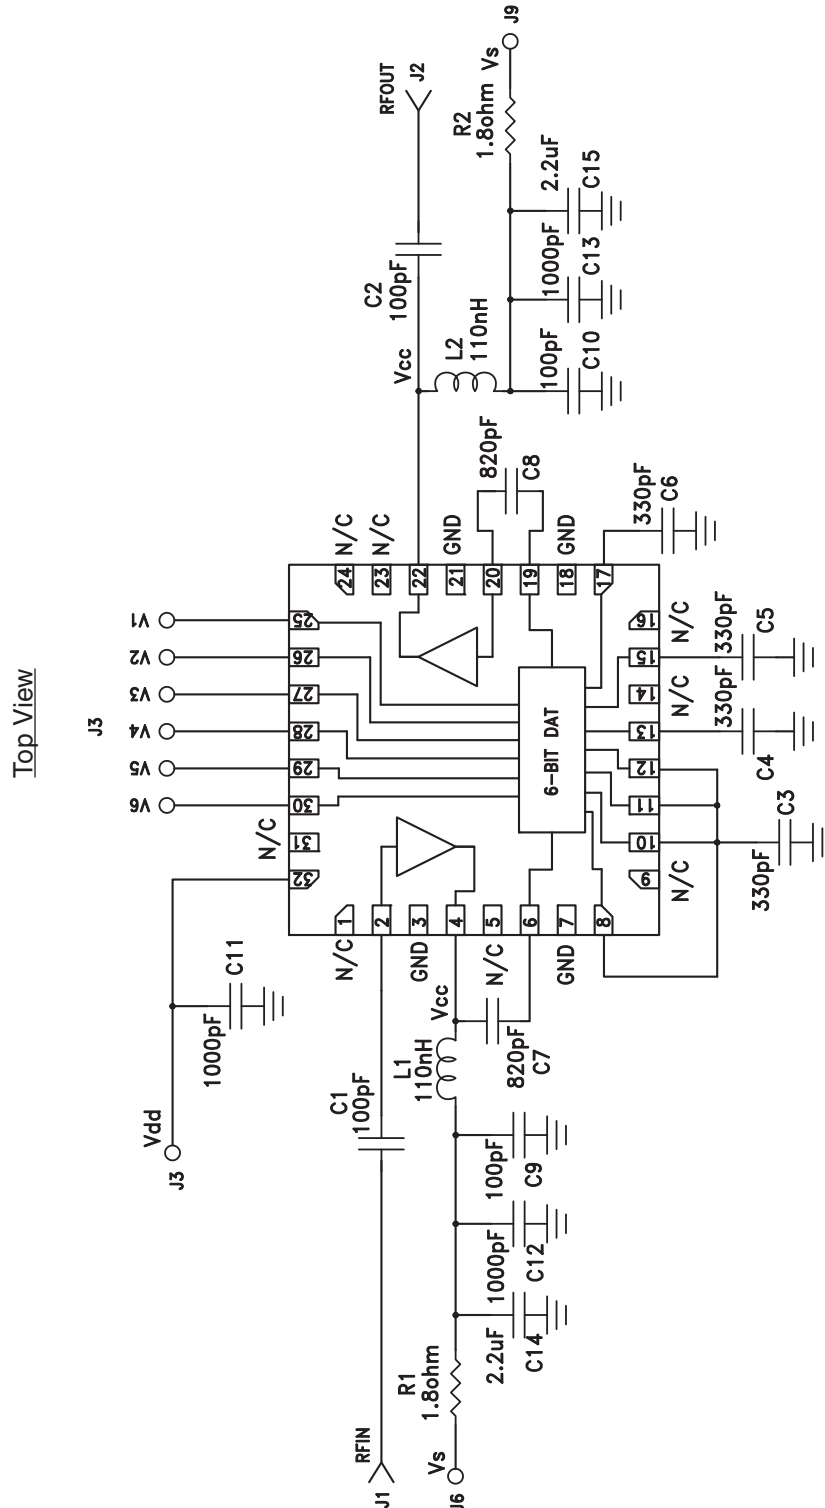 Top View
J3
V6
V5
V4
V3
V2
V1
Vdd
J3
1000pF
C11
N/C
32
31
30
29
28
27
26
25
RFIN
J1
C1
100pF
N/C
1
2
GND
3
4
N/C
5
6
GND
7
8
Vs
J6
R1
1.8ohm
2.2uF
C14
1000pF
C12
100pF
C9
L1
110nH
Vcc
820pF
C7
6-BIT DAT
24
N/C
23
N/C
22
21
GND
20
19
18
GND
17
820pF
C8
Vcc
C2
100pF
RFOUT
J2
L2
110nH
100pF
C10
1000pF
C13
2.2uF
C15
R2
1.8ohm
Vs
J9
330pF
C6
9
N/C
10
11
12
13
14
N/C
15
16
N/C
330pF
C3
330pF
C4
330pF
C5